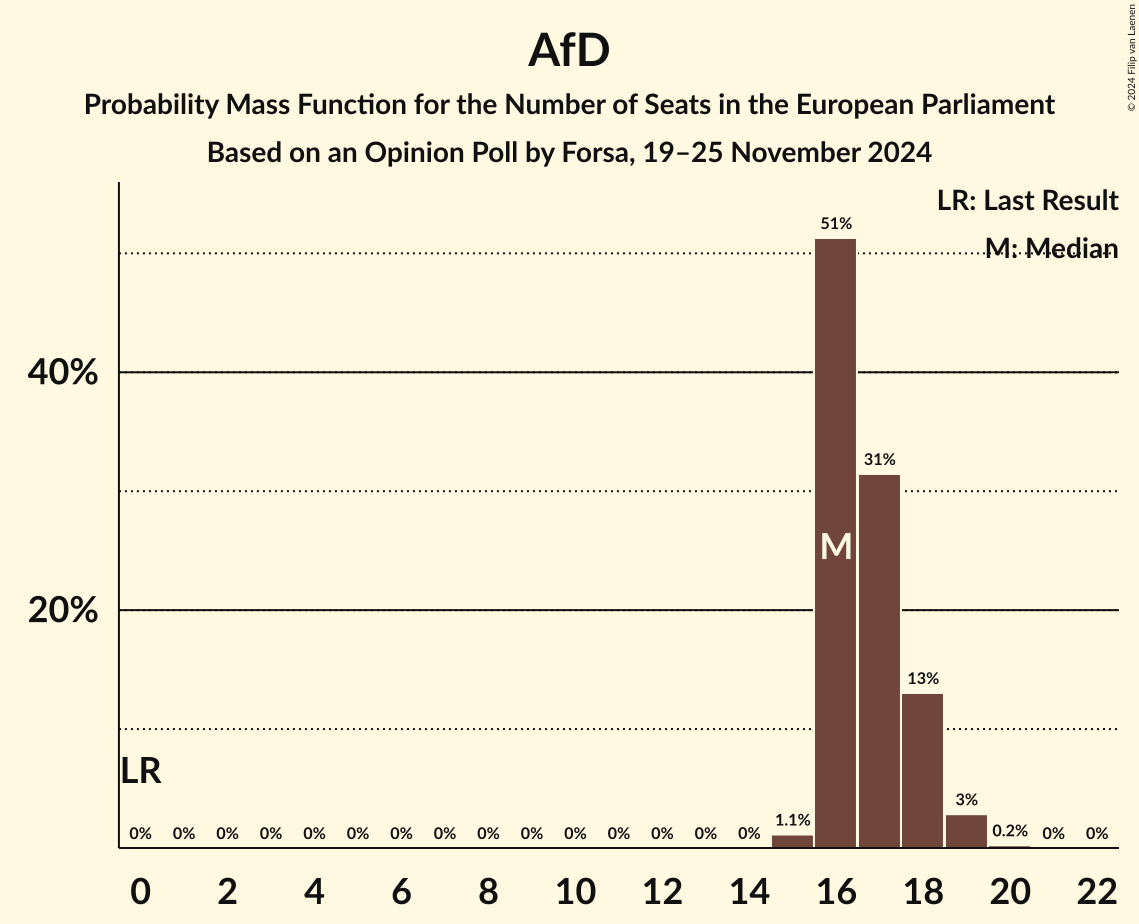 AfD
Probability Mass Function for the Number of Seats in the European Parliament
Based on an Opinion Poll by Forsa, 19–25 November 2024
© 2024 Filip van Laenen
LR: Last Result
M: Median
51%
40%
31%
M
20%
13%
LR
3%
1.1%
0% 0% 0% 0% 0% 0% 0% 0% 0% 0% 0% 0% 0% 0% 0% 0.2% 0% 0%
0 2 4 6 8 10 12 14 16 18 20 22